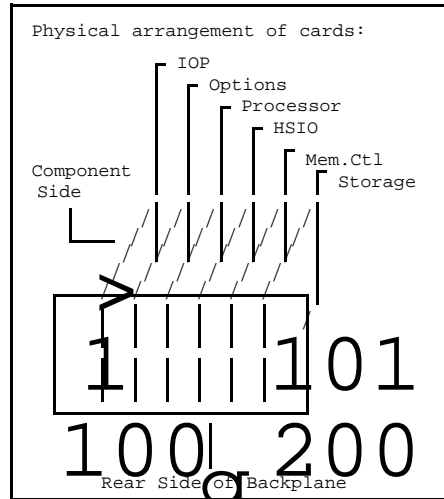 Physical arrangement of cards:
IOP
Options
Processor
HSIO
Mem.Ctl
Component
Side
Storage
>
1 101
100 200
Rear Side of Backplane